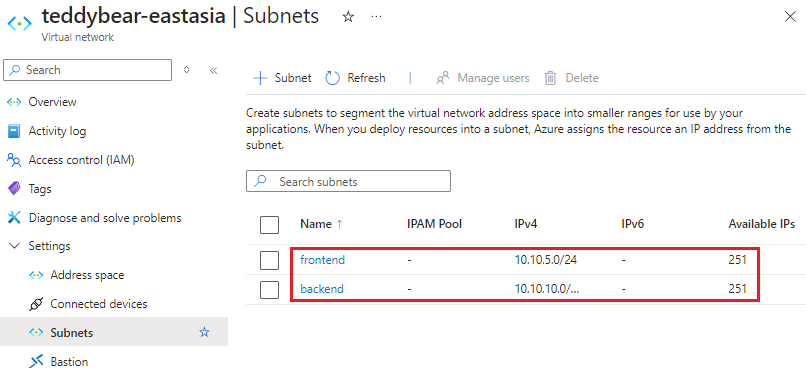 teddybear-eastasia | Subnets
Virtual network
Search
Overview
Activity log
Access control (IAM)
Tags
Diagnose and solve problems
Settings
Address space
Connected devices
Subnets
Bastion
Subnet Refresh Manage users Delete
Create subnets to segment the virtual network address space into smaller ranges for use by your
applications. When you deploy resources into a subnet, Azure assigns the resource an IP address from the
subnet.
Search subnets
Name ↑ IPAM Pool IPv4 IPv6 Available IPs
frontend - 10.10.5.0/24 - 251
backend - 10.10.10.0/... - 251